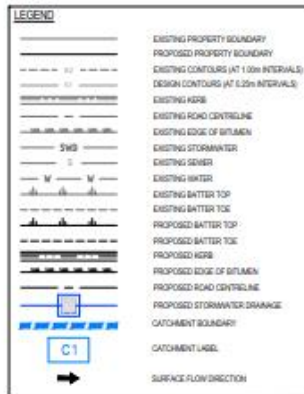 LEGEND
EXISTING PROPERTY BOUNDARY
PROPOSED PROPERTY BOUNDARY
EXISTING CONTOURS (AT 1.00m INTERVALS)
DESIGN CONTOURS (AT 0.25m INTERVALS)
EXISTING KERB
EXISTING ROAD CENTRELINE
EXISTING EDGE OF BITUMEN
SWD EXISTING STORMWATER
S EXISTING SEWER
W W EXISTING WATER
EXISTING BATTER TOP
EXISTING BATTER TOE
PROPOSED BATTER TOP
PROPOSED BATTER TOE
PROPOSED KERB
PROPOSED EDGE OF BITUMEN
PROPOSED ROAD CENTRELINE
PROPOSED STORMWATER DRAINAGE
CATCHMENT BOUNDARY
C1 CATCHMENT LABEL
SURFACE FLOW DIRECTION